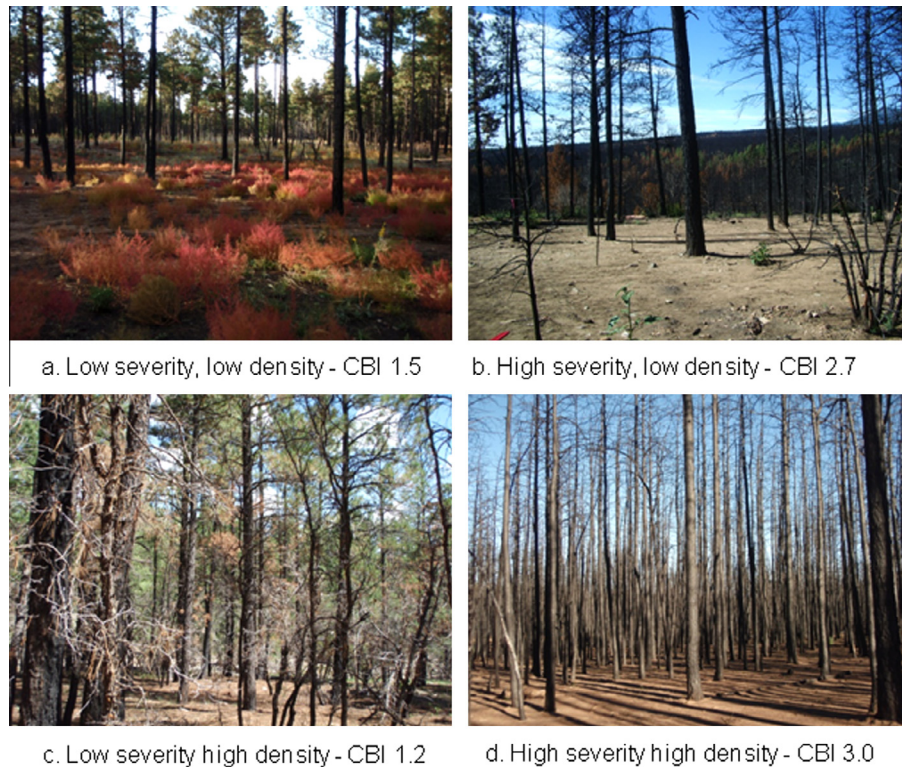 a. Low severity, low density - CBI 1.5
b. High severity, low density - CBI 2.7
c. Low severity high density - CBI 1.2
d. High severity high density - CBI 3.0